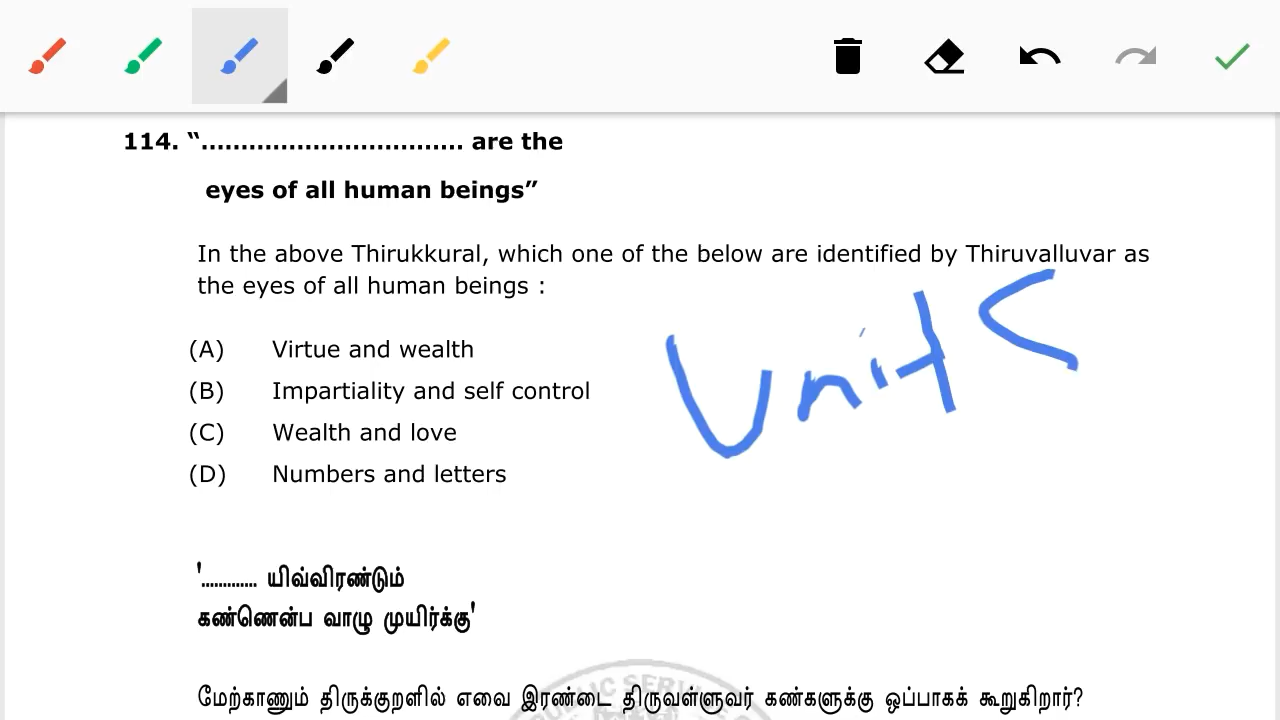 114. “................................. are the
eyes of all human beings”
In the above Thirukkural, which one of the below are identified by Thiruvalluvar as
the eyes of all human beings :
(A) Virtue and wealth
(B) Impartiality and self control
(C) Wealth and love
(D) Numbers and letters
Unit
'............. யிவ்விரண்டும்
கண்ணென்ப வாழு முயிர்க்கு'
மேற்காணும் திருக்குறளில் எவை இரண்டை திருவள்ளுவர் கண்களுக்கு ஒப்பாகக் கூறுகிறார்?